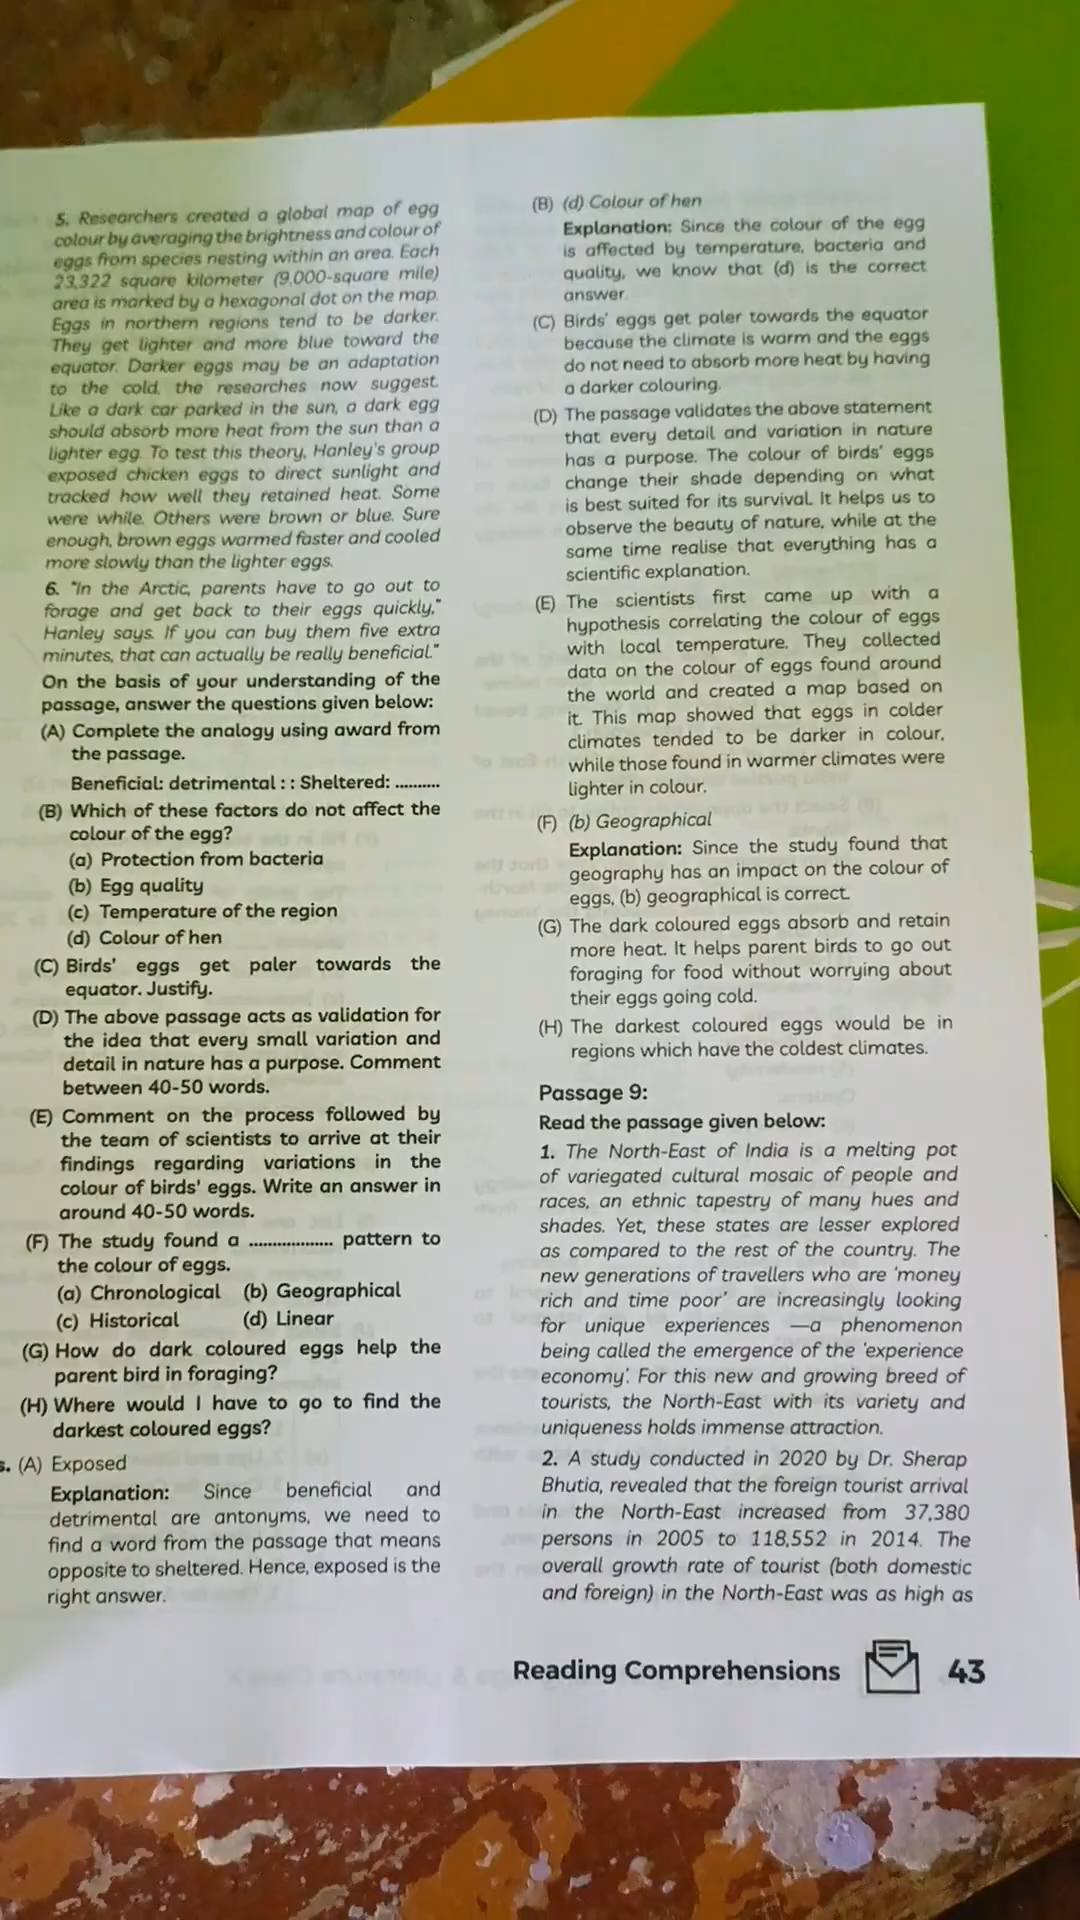 5. Researchers created a global map of egg
colour by averaging the brightness and colour of
eggs from species nesting within an area. Each
23,322 square kilometer (9,000-square mile)
area is marked by a hexagonal dot on the map.
Eggs in northern regions tend to be darker.
They get lighter and more blue toward the
equator. Darker eggs may be an adaptation
to the cold, the researches now suggest.
Like a dark car parked in the sun, a dark egg
should absorb more heat from the sun than a
lighter egg. To test this theory, Hanley's group
exposed chicken eggs to direct sunlight and
tracked how well they retained heat. Some
were while. Others were brown or blue. Sure
enough, brown eggs warmed faster and cooled
more slowly than the lighter eggs.
6. "In the Arctic, parents have to go out to
forage and get back to their eggs quickly,"
Hanley says. If you can buy them five extra
minutes, that can actually be really beneficial."
On the basis of your understanding of the
passage, answer the questions given below:
(A) Complete the analogy using award from
the passage.
Beneficial: detrimental : : Sheltered: ..........
(B) Which of these factors do not affect the
colour of the egg?
(a) Protection from bacteria
(b) Egg quality
(c) Temperature of the region
(d) Colour of hen
(C) Birds' eggs get paler towards the
equator. Justify.
(D) The above passage acts as validation for
the idea that every small variation and
detail in nature has a purpose. Comment
between 40-50 words.
(E) Comment on the process followed by
the team of scientists to arrive at their
findings regarding variations in the
colour of birds' eggs. Write an answer in
around 40-50 words.
(F) The study found a .................. pattern to
the colour of eggs.
(a) Chronological (b) Geographical
(c) Historical (d) Linear
(G) How do dark coloured eggs help the
parent bird in foraging?
(H) Where would I have to go to find the
darkest coloured eggs?
s. (A) Exposed
Explanation: Since beneficial and
detrimental are antonyms, we need to
find a word from the passage that means
opposite to sheltered. Hence, exposed is the
right answer.
(B) (d) Colour of hen
Explanation: Since the colour of the egg
is affected by temperature, bacteria and
quality, we know that (d) is the correct
answer.
(C) Birds' eggs get paler towards the equator
because the climate is warm and the eggs
do not need to absorb more heat by having
a darker colouring.
(D) The passage validates the above statement
that every detail and variation in nature
has a purpose. The colour of birds' eggs
change their shade depending on what
is best suited for its survival. It helps us to
observe the beauty of nature, while at the
same time realise that everything has a
scientific explanation.
(E) The scientists first came up with a
hypothesis correlating the colour of eggs
with local temperature. They collected
data on the colour of eggs found around
the world and created a map based on
it. This map showed that eggs in colder
climates tended to be darker in colour,
while those found in warmer climates were
lighter in colour.
(F) (b) Geographical
Explanation: Since the study found that
geography has an impact on the colour of
eggs, (b) geographical is correct.
(G) The dark coloured eggs absorb and retain
more heat. It helps parent birds to go out
foraging for food without worrying about
their eggs going cold.
(H) The darkest coloured eggs would be in
regions which have the coldest climates.
Passage 9:
Read the passage given below:
1. The North-East of India is a melting pot
of variegated cultural mosaic of people and
races, an ethnic tapestry of many hues and
shades. Yet, these states are lesser explored
as compared to the rest of the country. The
new generations of travellers who are 'money
rich and time poor' are increasingly looking
for unique experiences —a phenomenon
being called the emergence of the 'experience
economy'. For this new and growing breed of
tourists, the North-East with its variety and
uniqueness holds immense attraction.
2. A study conducted in 2020 by Dr. Sherap
Bhutia, revealed that the foreign tourist arrival
in the North-East increased from 37,380
persons in 2005 to 118,552 in 2014. The
overall growth rate of tourist (both domestic
and foreign) in the North-East was as high as
Reading Comprehensions 43